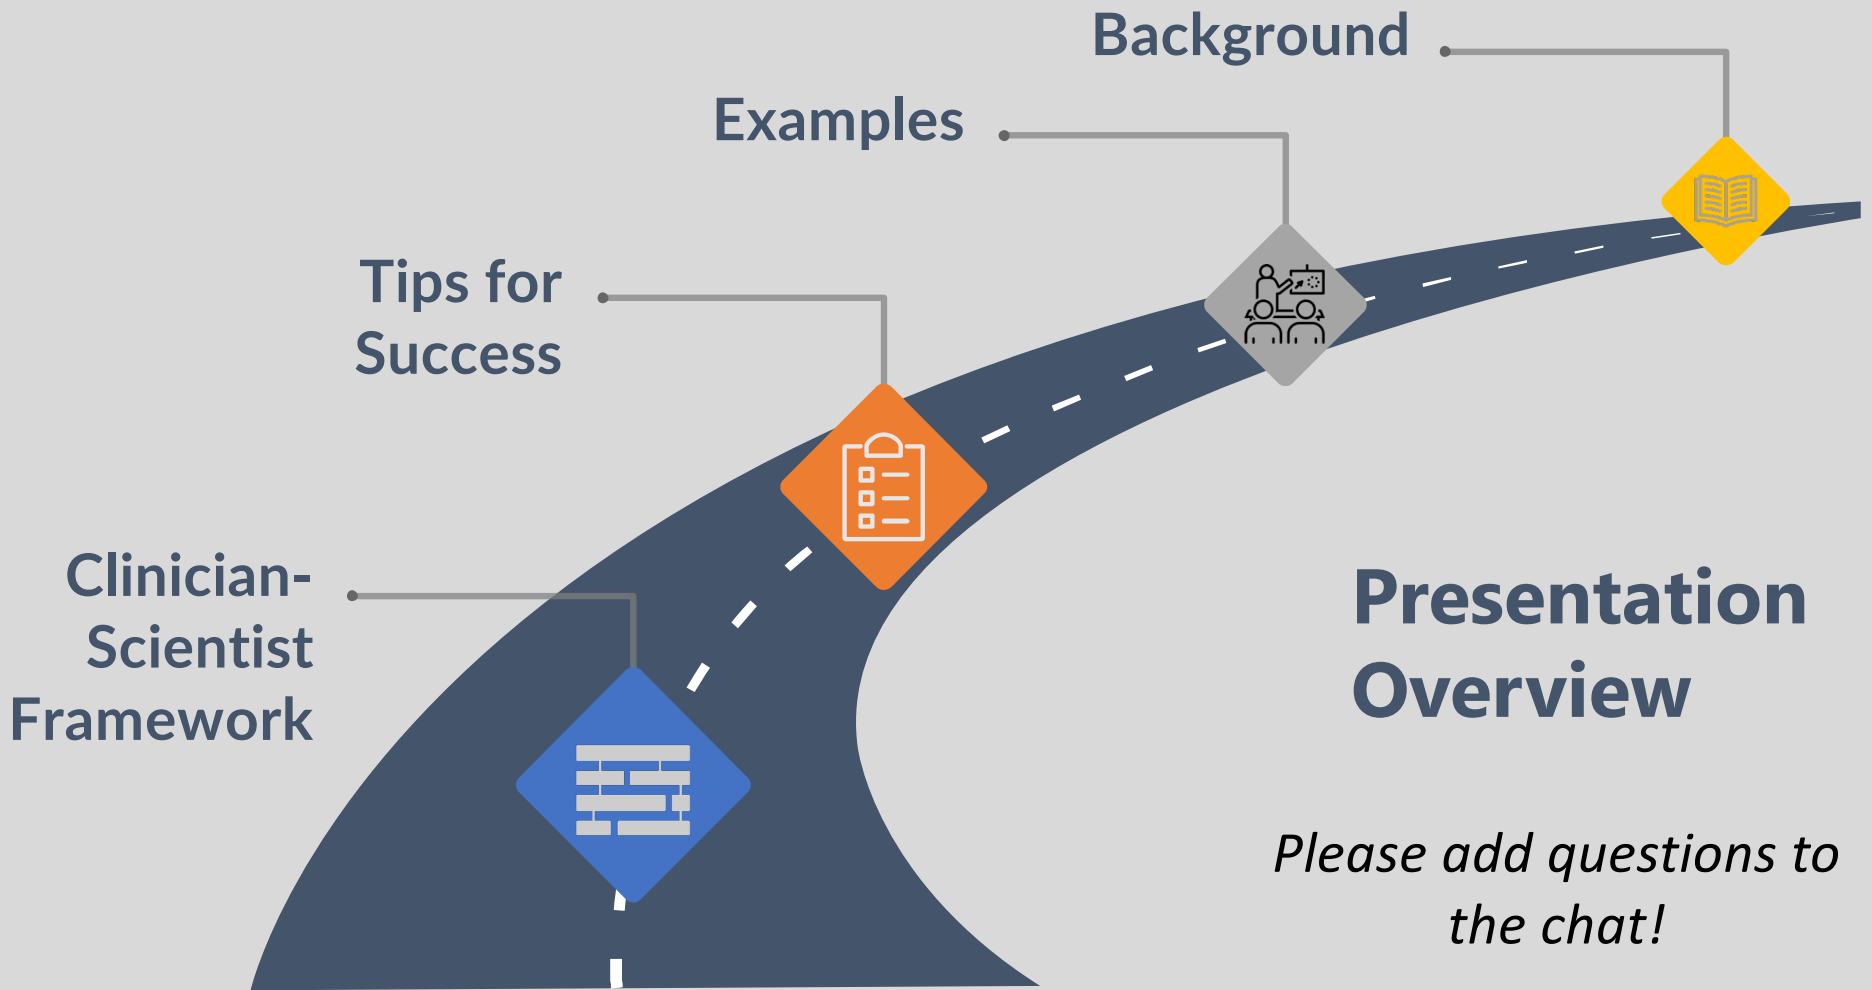 Background
Examples
Tips for
Success
Clinician-
Scientist
Framework
Presentation
Overview
Please add questions to
the chat!